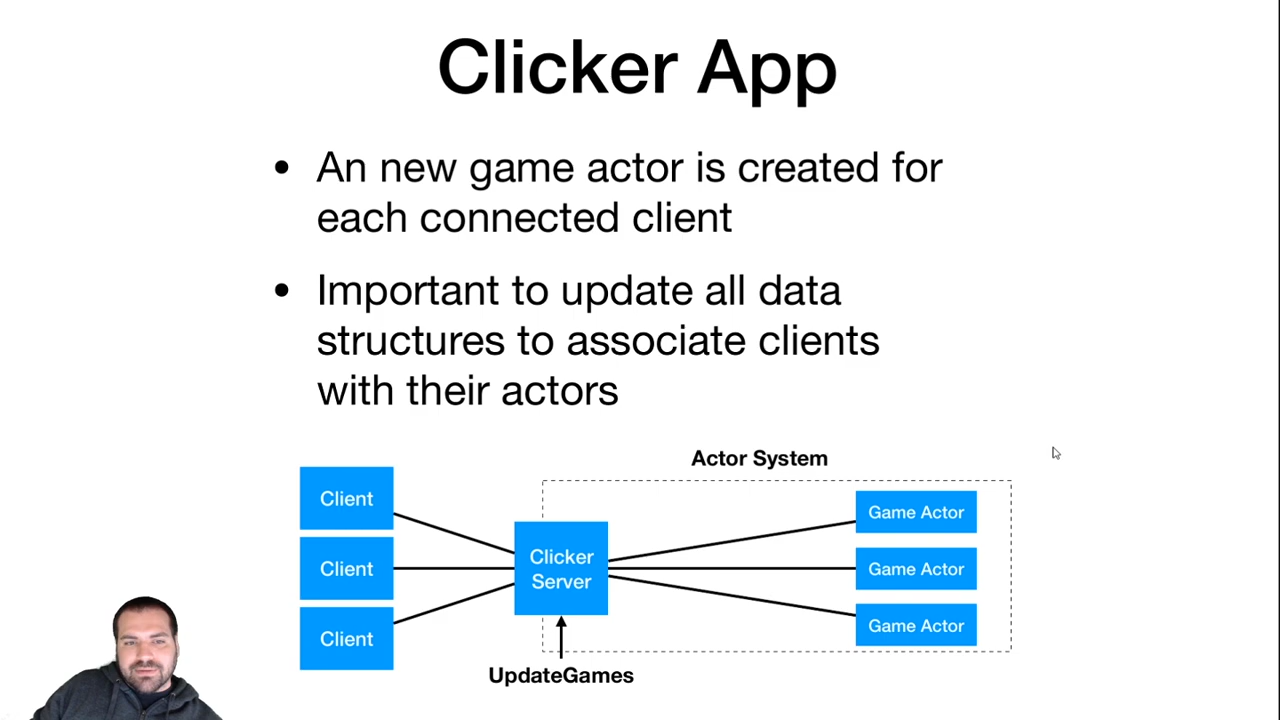 Clicker App
• An new game actor is created for
each connected client
• Important to update all data
structures to associate clients
with their actors
Actor System
Client
Client
Client
Clicker
Server
Game Actor
Game Actor
Game Actor
UpdateGames